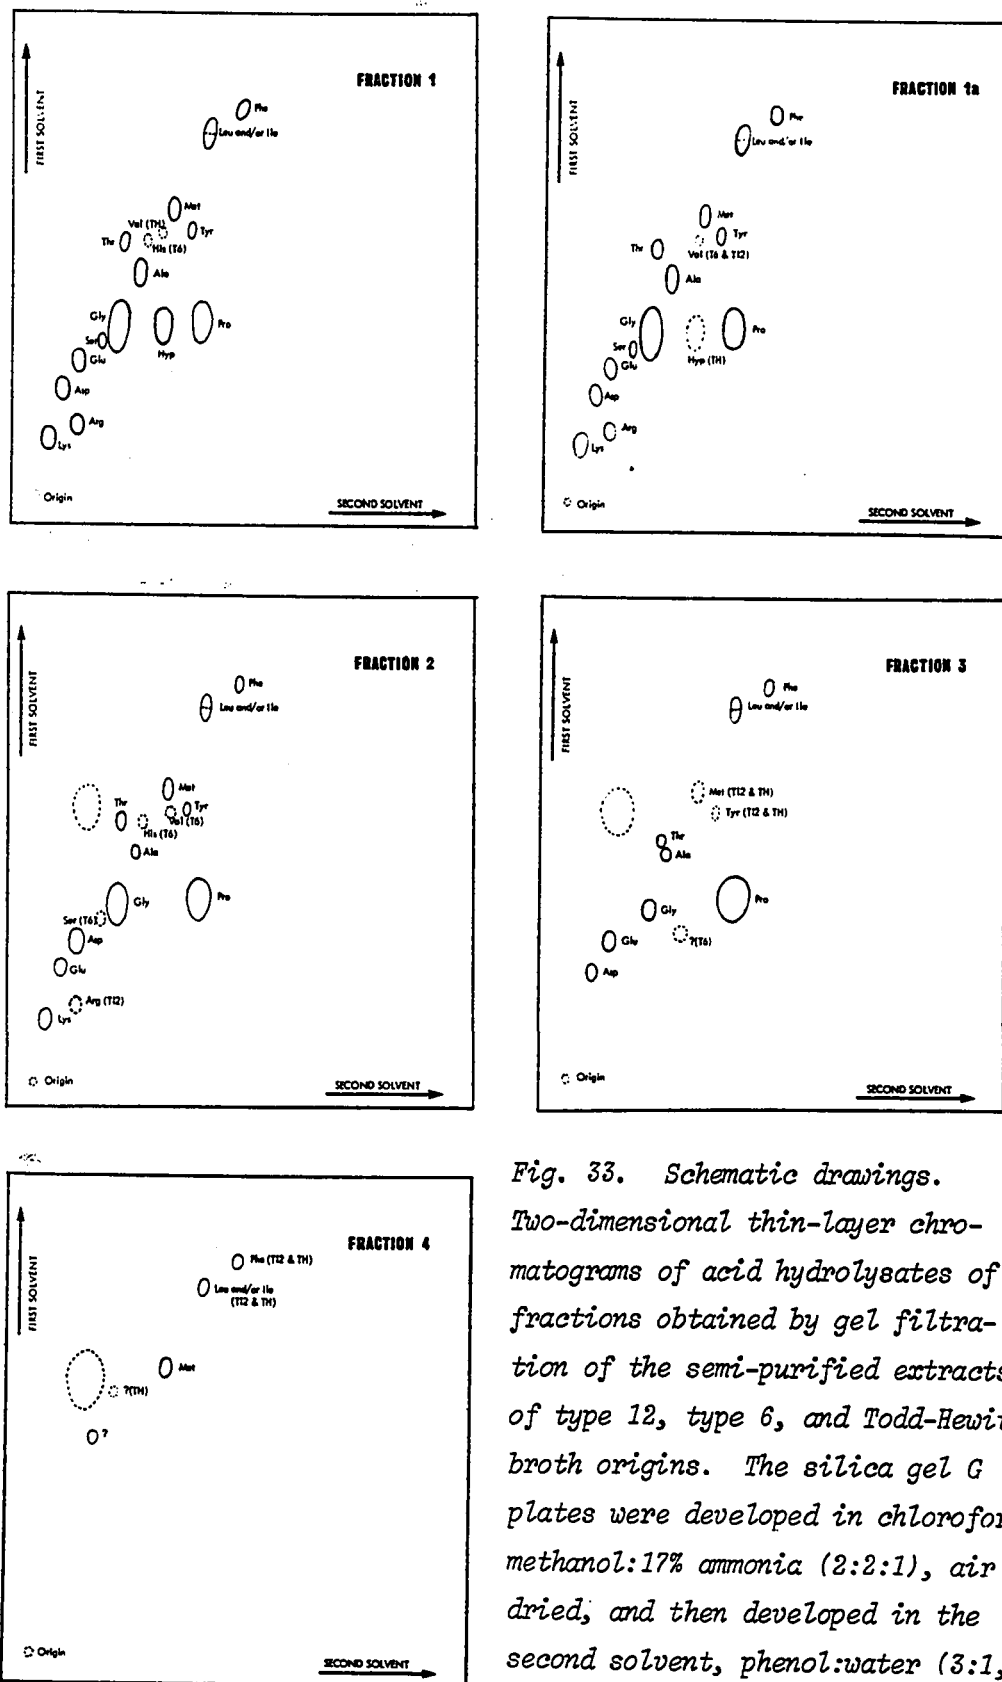 FRACTION 1
FIRST SOLVENT
Phe
Leu and/or Ile
Met
Val (TH)
Tyr
Thr
His (T6)
Ala
Gly
Pro
Ser
Hyp
Glu
Asp
Arg
Lys
Origin
SECOND SOLVENT
FRACTION 1a
FIRST SOLVENT
Phe
Leu and/or Ile
Met
Tyr
Thr
Val (T6 & T12)
Ala
Gly
Pro
Ser
Hyp (TH)
Glu
Asp
Arg
Lys
Origin
SECOND SOLVENT
FRACTION 2
FIRST SOLVENT
Phe
Leu and/or Ile
Met
Thr
Tyr
Val (T6)
His (T6)
Ala
Gly
Pro
Ser (T6)
Asp
Glu
Arg (T12)
Lys
Origin
SECOND SOLVENT
FRACTION 3
FIRST SOLVENT
Phe
Leu and/or Ile
Met (T12 & TH)
Tyr (T12 & TH)
Thr
Ala
Pro
Gly
?(T6)
Glu
Asp
Origin
SECOND SOLVENT
FRACTION 4
FIRST SOLVENT
Phe (T12 & TH)
Leu and/or Ile
(T12 & TH)
Met
?(TH)
?
Origin
SECOND SOLVENT
Fig. 33. Schematic drawings.
Two-dimensional thin-layer chro-
matograms of acid hydrolysates of
fractions obtained by gel filtra-
tion of the semi-purified extracts
of type 12, type 6, and Todd-Hewit
broth origins. The silica gel G
plates were developed in chlorofor
methanol:17% ammonia (2:2:1), air
dried, and then developed in the
second solvent, phenol:water (3:1,